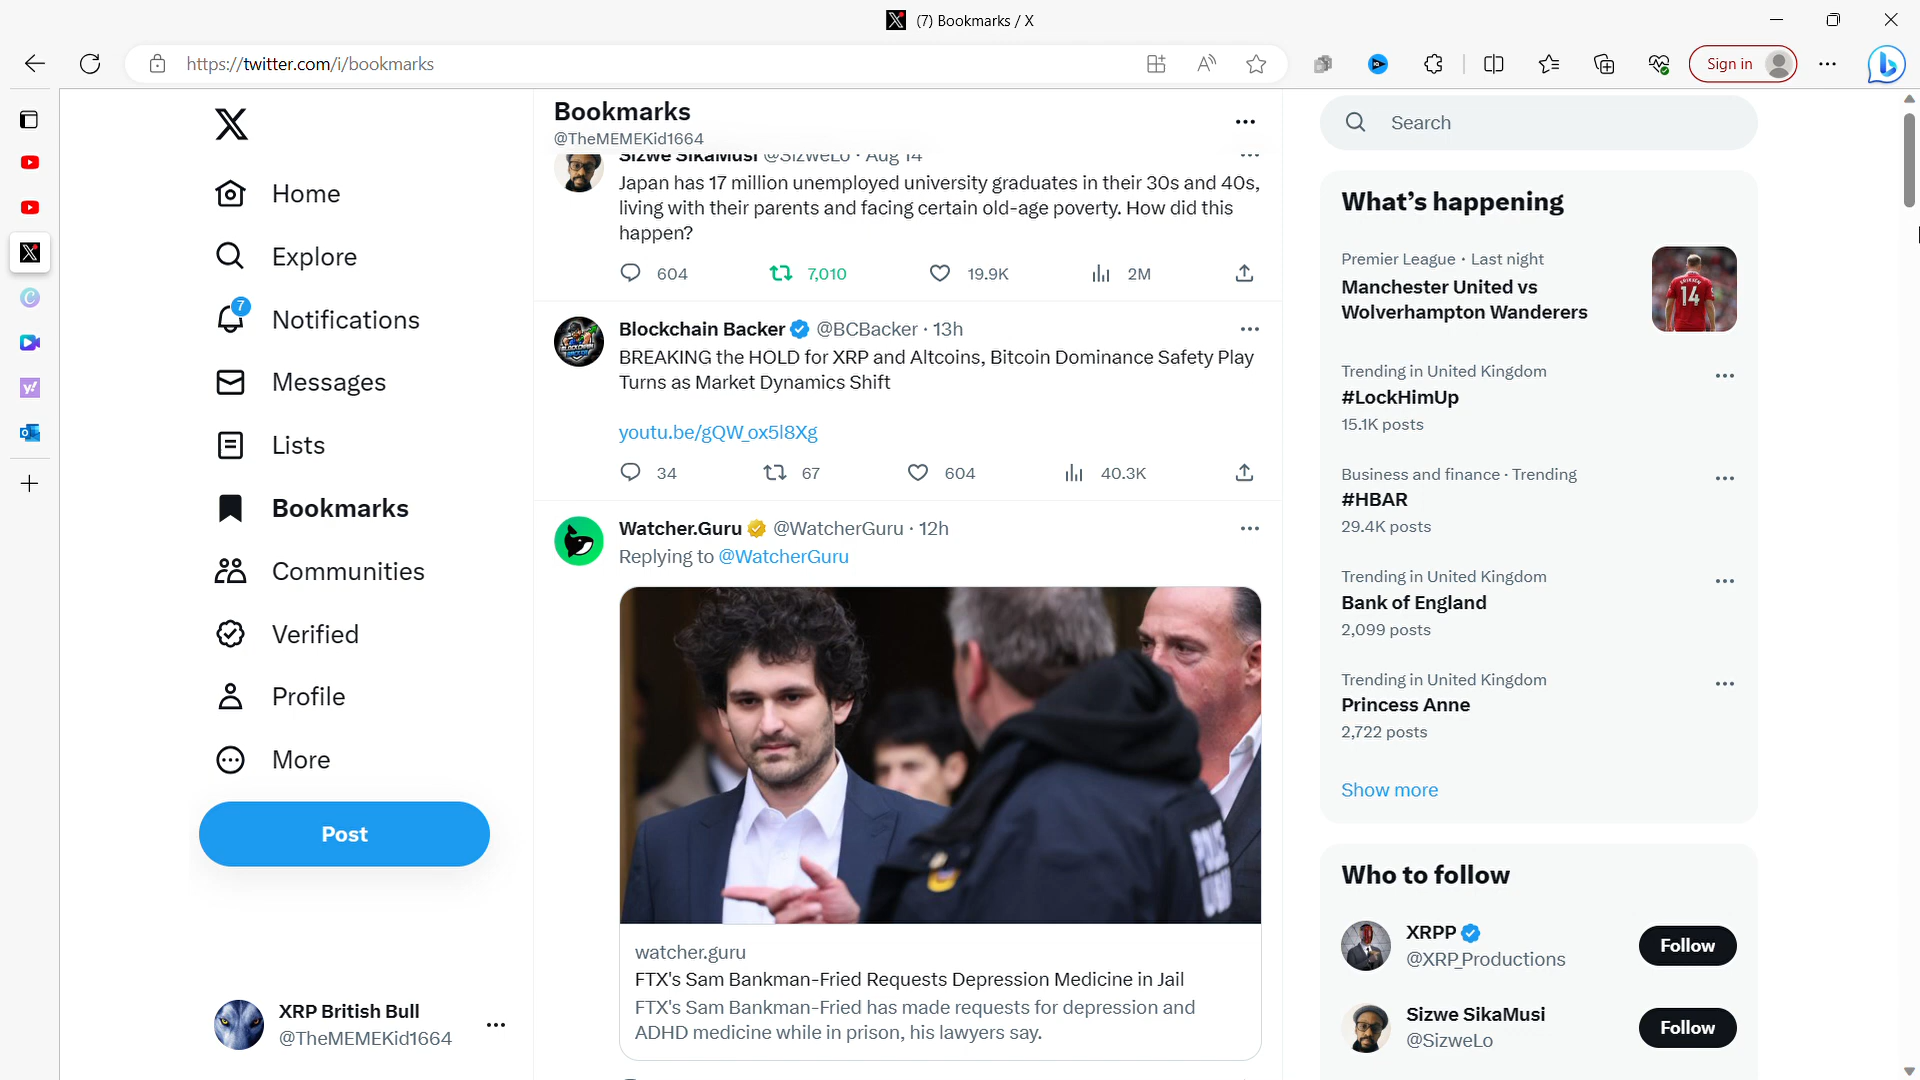 (7) Bookmarks / X
https://twitter.com/i/bookmarks
Sign in
Home
Explore
7
Notifications
Messages
Lists
Bookmarks
Communities
Verified
Profile
More
Post
XRP British Bull
@TheMEMEKid1664
Bookmarks
@TheMEMEKid1664
Sizwe SikaMusi @SizweLo · Aug 14
Japan has 17 million unemployed university graduates in their 30s and 40s,
living with their parents and facing certain old-age poverty. How did this
happen?
604 7,010 19.9K 2M
Blockchain Backer @BCBacker · 13h
BREAKING the HOLD for XRP and Altcoins, Bitcoin Dominance Safety Play
Turns as Market Dynamics Shift
youtu.be/gQW_ox5l8Xg
34 67 604 40.3K
Watcher.Guru @WatcherGuru · 12h
Replying to @WatcherGuru
watcher.guru
FTX's Sam Bankman-Fried Requests Depression Medicine in Jail
FTX's Sam Bankman-Fried has made requests for depression and
ADHD medicine while in prison, his lawyers say.
Search
What's happening
Premier League · Last night
Manchester United vs
Wolverhampton Wanderers
14
Trending in United Kingdom
#LockHimUp
15.1K posts
Business and finance · Trending
#HBAR
29.4K posts
Trending in United Kingdom
Bank of England
2,099 posts
Trending in United Kingdom
Princess Anne
2,722 posts
Show more
Who to follow
XRPP
@XRP_Productions
Follow
Sizwe SikaMusi
@SizweLo
Follow